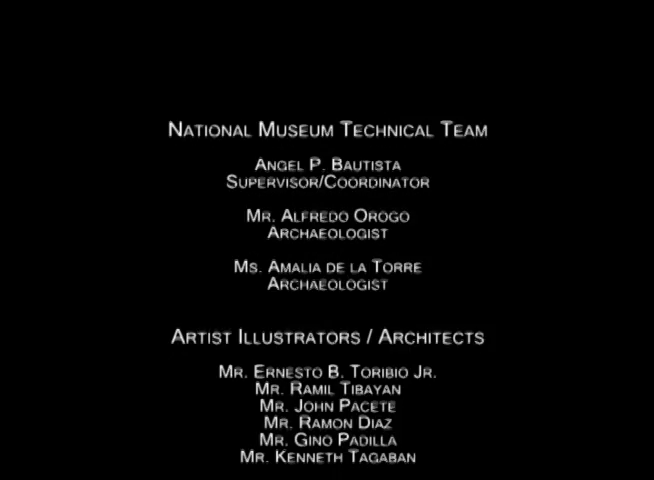 NATIONAL MUSEUM TECHNICAL TEAM
ANGEL P. BAUTISTA
SUPERVISOR/COORDINATOR
MR. ALFREDO OROGO
ARCHAEOLOGIST
MS. AMALIA DE LA TORRE
ARCHAEOLOGIST
ARTIST ILLUSTRATORS / ARCHITECTS
MR. ERNESTO B. TORIBIO JR.
MR. RAMIL TIBAYAN
MR. JOHN PACETE
MR. RAMON DIAZ
MR. GINO PADILLA
MR. KENNETH TAGABAN